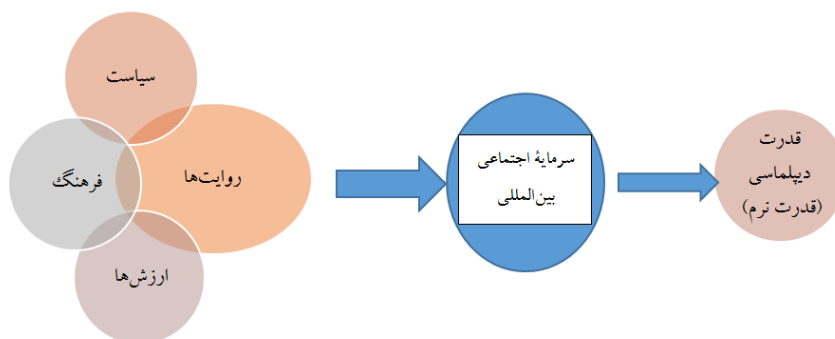 سیاست
روایت‌ها
فرهنگ
ارزش‌ها
سرمایۀ اجتماعی
بین‌المللی
قدرت
دیپلماسی
(قدرت نرم)